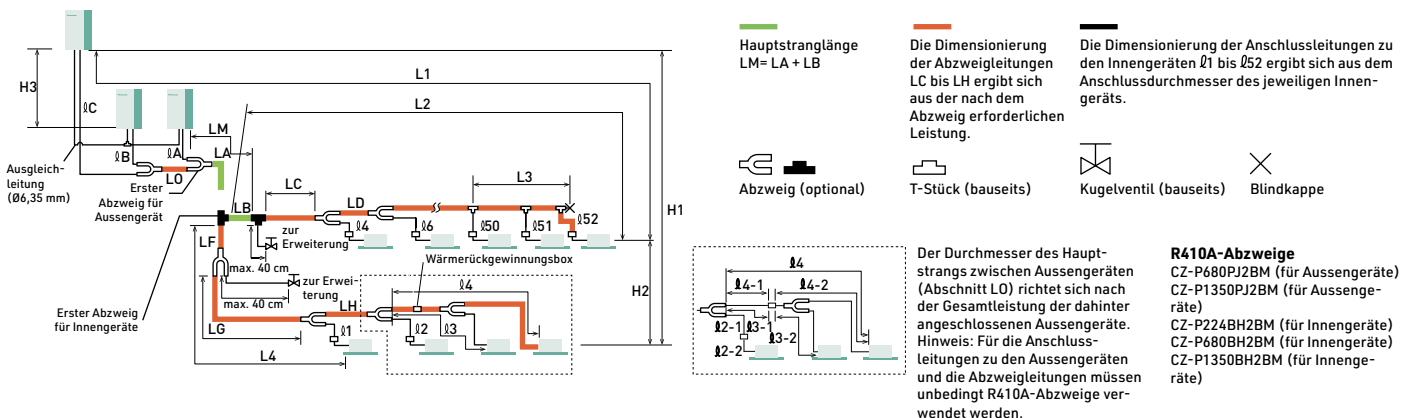 H3
ℓC
ℓB
ℓA
LM
LA
LO
Ausgleich-
leitung
(Ø6,35 mm)
Erster
Abzweig für
Aussengerät
L1
L2
LC
LB
LD
L3
ℓ4
ℓ6
ℓ50
ℓ51
ℓ52
H1
LF
zur
Erweiterung
max. 40 cm
Wärmerückgewinnungsbox
zur Erwei-
terung
max. 40 cm
LH
ℓ4
H2
Erster Abzweig
für Innengeräte
LG
ℓ1
ℓ2
ℓ3
L4
ℓ4
ℓ4-1
ℓ4-2
ℓ2-1
ℓ3-1
ℓ3-2
ℓ2-2
Hauptstranglänge
LM= LA + LB
Die Dimensionierung
der Abzweigleitungen
LC bis LH ergibt sich
aus der nach dem
Abzweig erforderlichen
Leistung.
Die Dimensionierung der Anschlussleitungen zu
den Innengeräten ℓ1 bis ℓ52 ergibt sich aus dem
Anschlussdurchmesser des jeweiligen Innen-
geräts.
Abzweig (optional)
T-Stück (bauseits)
Kugelventil (bauseits)
Blindkappe
Der Durchmesser des Haupt-
strangs zwischen Aussengeräten
(Abschnitt LO) richtet sich nach
der Gesamtleistung der dahinter
angeschlossenen Aussengeräte.
Hinweis: Für die Anschluss-
leitungen zu den Aussengeräten
und die Abzweigleitungen müssen
unbedingt R410A-Abzweige ver-
wendet werden.
R410A-Abzweige
CZ-P680PJ2BM (für Aussengeräte)
CZ-P1350PJ2BM (für Aussenge-
räte)
CZ-P224BH2BM (für Innengeräte)
CZ-P680BH2BM (für Innengeräte)
CZ-P1350BH2BM (für Innenge-
räte)